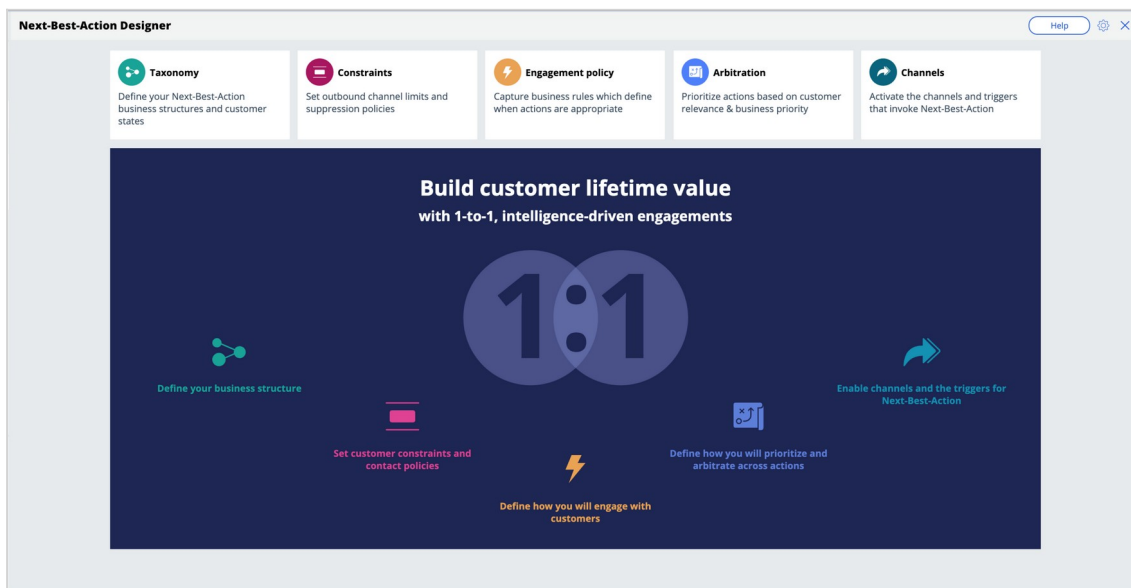 Next-Best-Action Designer
Help
Taxonomy
Define your Next-Best-Action
business structures and customer
states
Constraints
Set outbound channel limits and
suppression policies
Engagement policy
Capture business rules which define
when actions are appropriate
Arbitration
Prioritize actions based on customer
relevance & business priority
Channels
Activate the channels and triggers
that invoke Next-Best-Action
Build customer lifetime value
with 1-to-1, intelligence-driven engagements
1:1
Define your business structure
Enable channels and the triggers for
Next-Best-Action
Set customer constraints and
contact policies
Define how you will prioritize and
arbitrate across actions
Define how you will engage with
customers